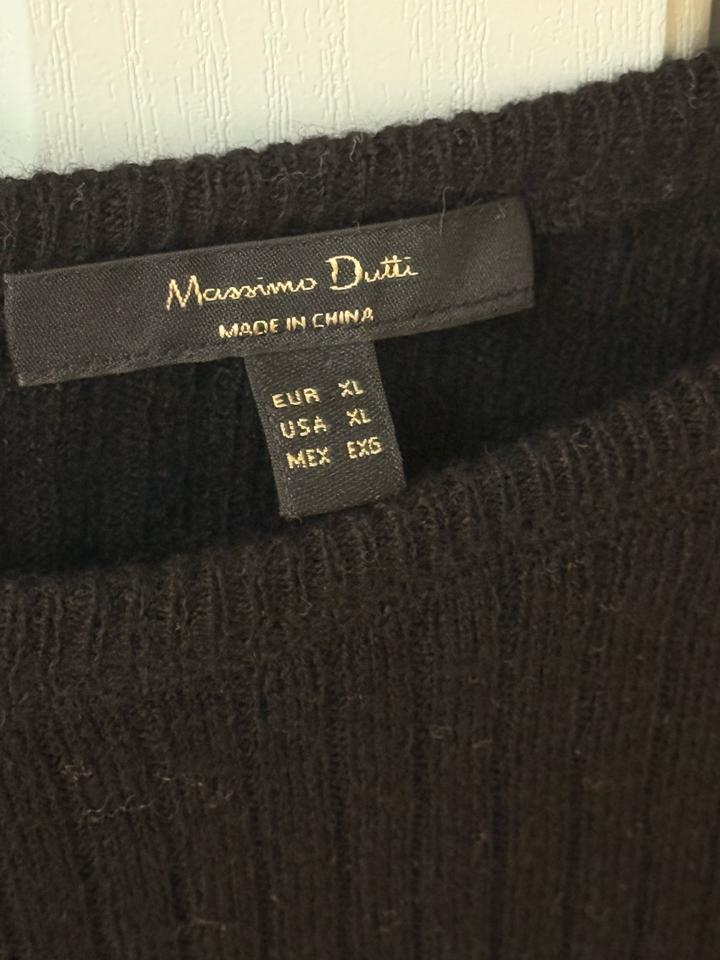 Massimo Dutti
MADE IN CHINA
EUR XL
USA XL
MEX EXG